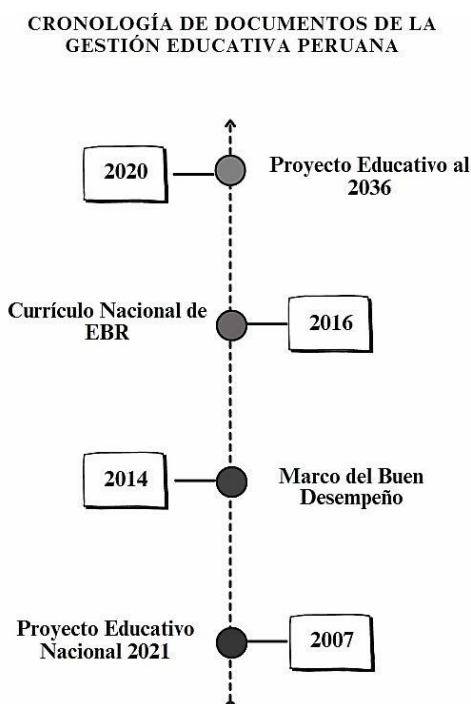 CRONOLOGÍA DE DOCUMENTOS DE LA
GESTIÓN EDUCATIVA PERUANA
2020
Proyecto Educativo al
2036
Currículo Nacional de
EBR
2016
2014
Marco del Buen
Desempeño
Proyecto Educativo
Nacional 2021
2007